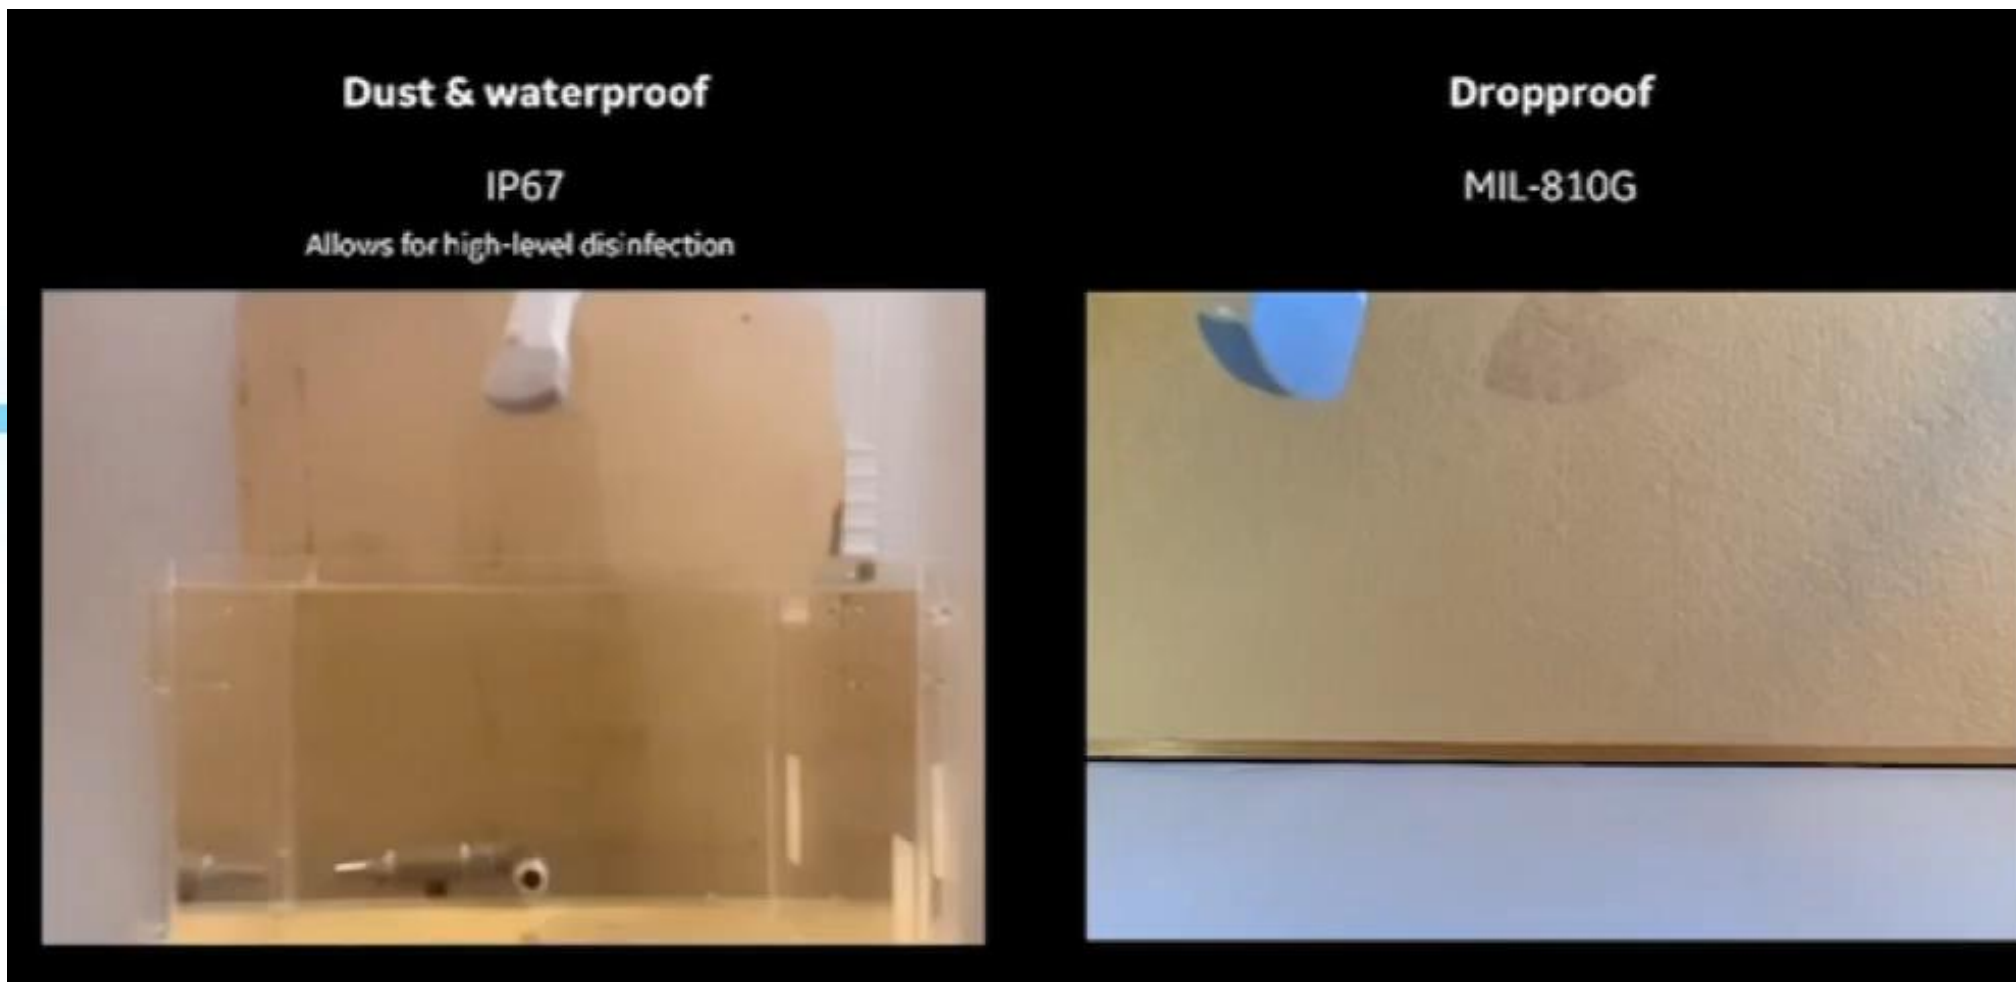 Dust & waterproof
IP67
Allows for high-level disinfection
Dropproof
MIL-810G